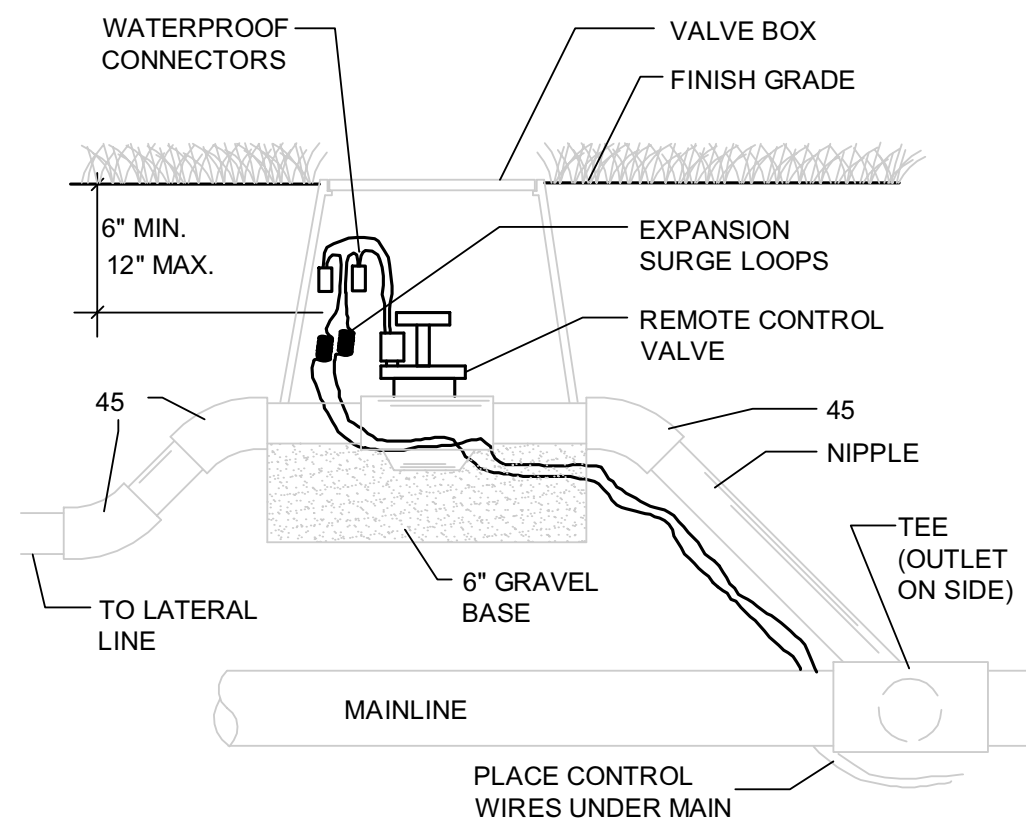 WATERPROOF
CONNECTORS
VALVE BOX
FINISH GRADE
6" MIN.
12" MAX.
EXPANSION
SURGE LOOPS
REMOTE CONTROL
VALVE
45
45
NIPPLE
TEE
(OUTLET
ON SIDE)
6" GRAVEL
BASE
TO LATERAL
LINE
MAINLINE
PLACE CONTROL
WIRES UNDER MAIN